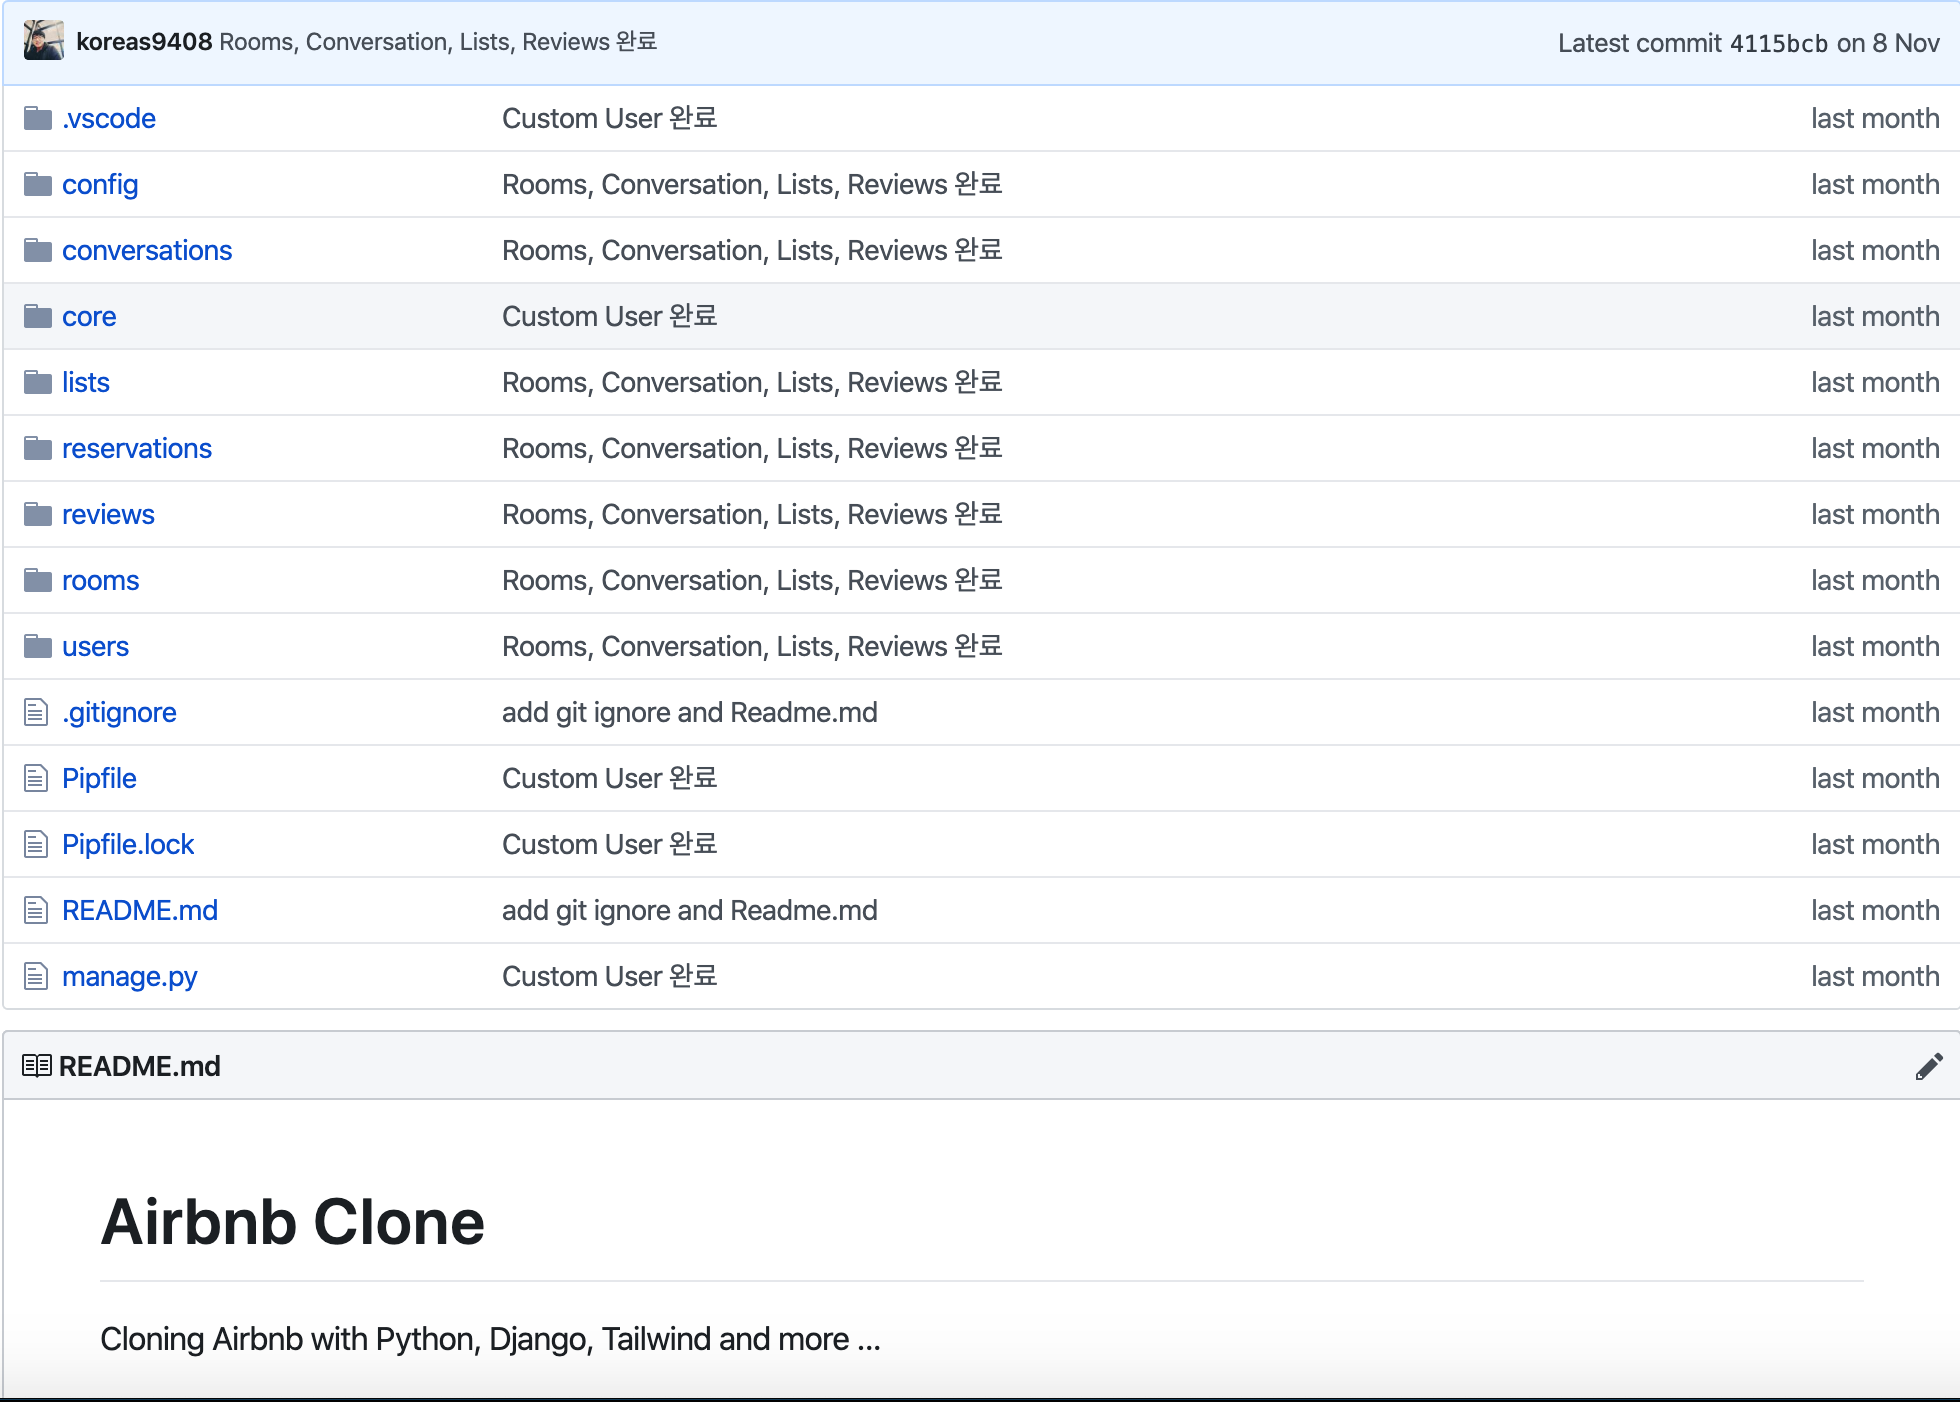 koreas9408 Rooms, Conversation, Lists, Reviews 완료 Latest commit 4115bcb on 8 Nov
.vscode Custom User 완료 last month
config Rooms, Conversation, Lists, Reviews 완료 last month
conversations Rooms, Conversation, Lists, Reviews 완료 last month
core Custom User 완료 last month
lists Rooms, Conversation, Lists, Reviews 완료 last month
reservations Rooms, Conversation, Lists, Reviews 완료 last month
reviews Rooms, Conversation, Lists, Reviews 완료 last month
rooms Rooms, Conversation, Lists, Reviews 완료 last month
users Rooms, Conversation, Lists, Reviews 완료 last month
.gitignore add git ignore and Readme.md last month
Pipfile Custom User 완료 last month
Pipfile.lock Custom User 완료 last month
README.md add git ignore and Readme.md last month
manage.py Custom User 완료 last month
README.md
Airbnb Clone
Cloning Airbnb with Python, Django, Tailwind and more ...